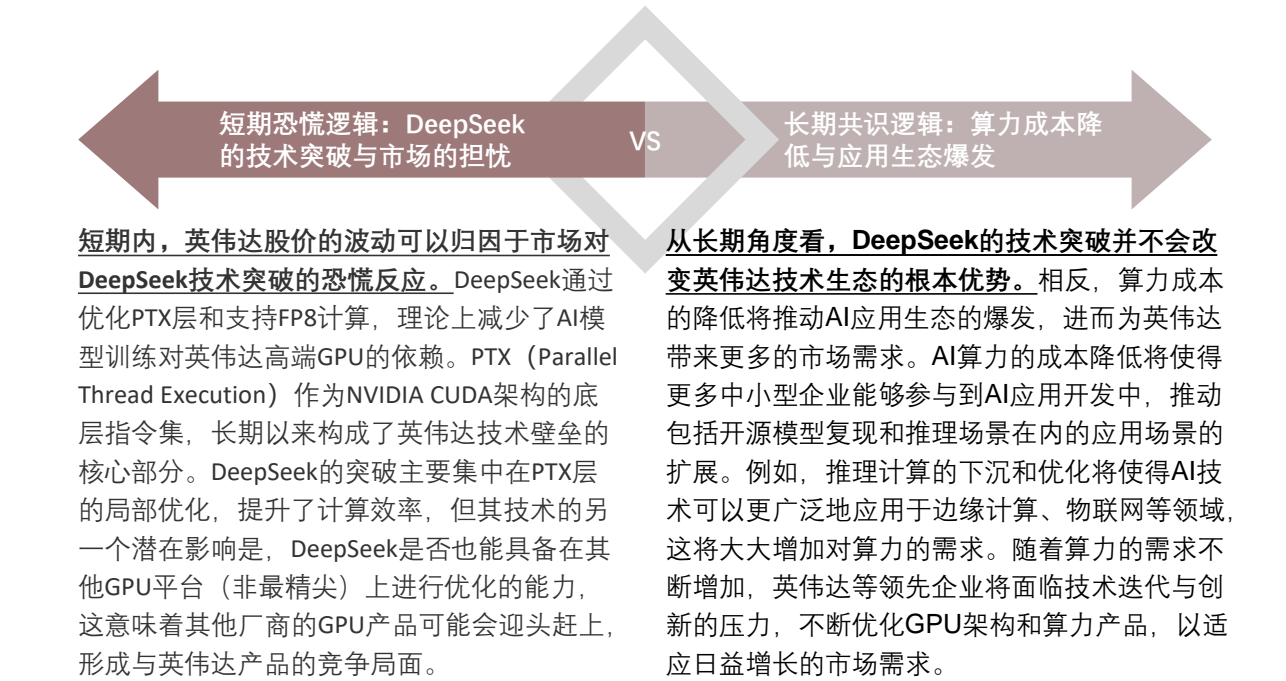 短期恐慌逻辑：DeepSeek
的技术突破与市场的担忧
VS
长期共识逻辑：算力成本降
低与应用生态爆发
短期内，英伟达股价的波动可以归因于市场对
DeepSeek技术突破的恐慌反应。DeepSeek通过
优化PTX层和支持FP8计算，理论上减少了AI模
型训练对英伟达高端GPU的依赖。PTX（Parallel
Thread Execution）作为NVIDIA CUDA架构的底
层指令集，长期以来构成了英伟达技术壁垒的
核心部分。DeepSeek的突破主要集中在PTX层
的局部优化，提升了计算效率，但其技术的另
一个潜在影响是，DeepSeek是否也能具备在其
他GPU平台（非最精尖）上进行优化的能力，
这意味着其他厂商的GPU产品可能会迎头赶上，
形成与英伟达产品的竞争局面。
从长期角度看，DeepSeek的技术突破并不会改
变英伟达技术生态的根本优势。相反，算力成本
的降低将推动AI应用生态的爆发，进而为英伟达
带来更多的市场需求。AI算力的成本降低将使得
更多中小型企业能够参与到AI应用开发中，推动
包括开源模型复现和推理场景在内的应用场景的
扩展。例如，推理计算的下沉和优化将使得AI技
术可以更广泛地应用于边缘计算、物联网等领域，
这将大大增加对算力的需求。随着算力的需求不
断增加，英伟达等领先企业将面临技术迭代与创
新的压力，不断优化GPU架构和算力产品，以适
应日益增长的市场需求。